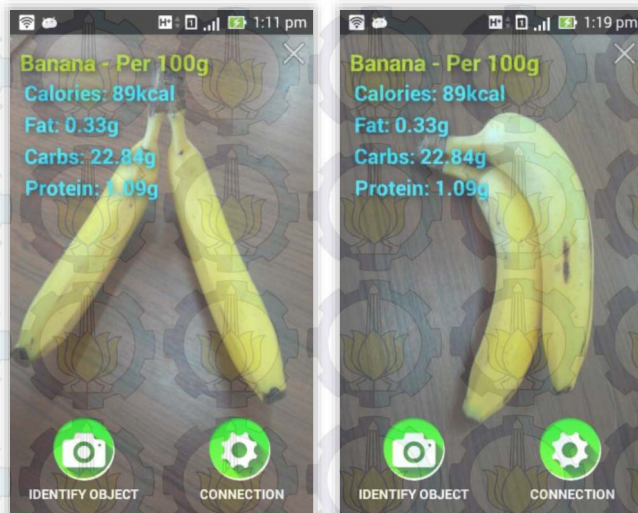 1:11 pm
Banana - Per 100g
Calories: 89kcal
Fat: 0.33g
Carbs: 22.84g
Protein: 1.09g
IDENTIFY OBJECT
CONNECTION
1:19 pm
Banana - Per 100g
Calories: 89kcal
Fat: 0.33g
Carbs: 22.84g
Protein: 1.09g
IDENTIFY OBJECT
CONNECTION